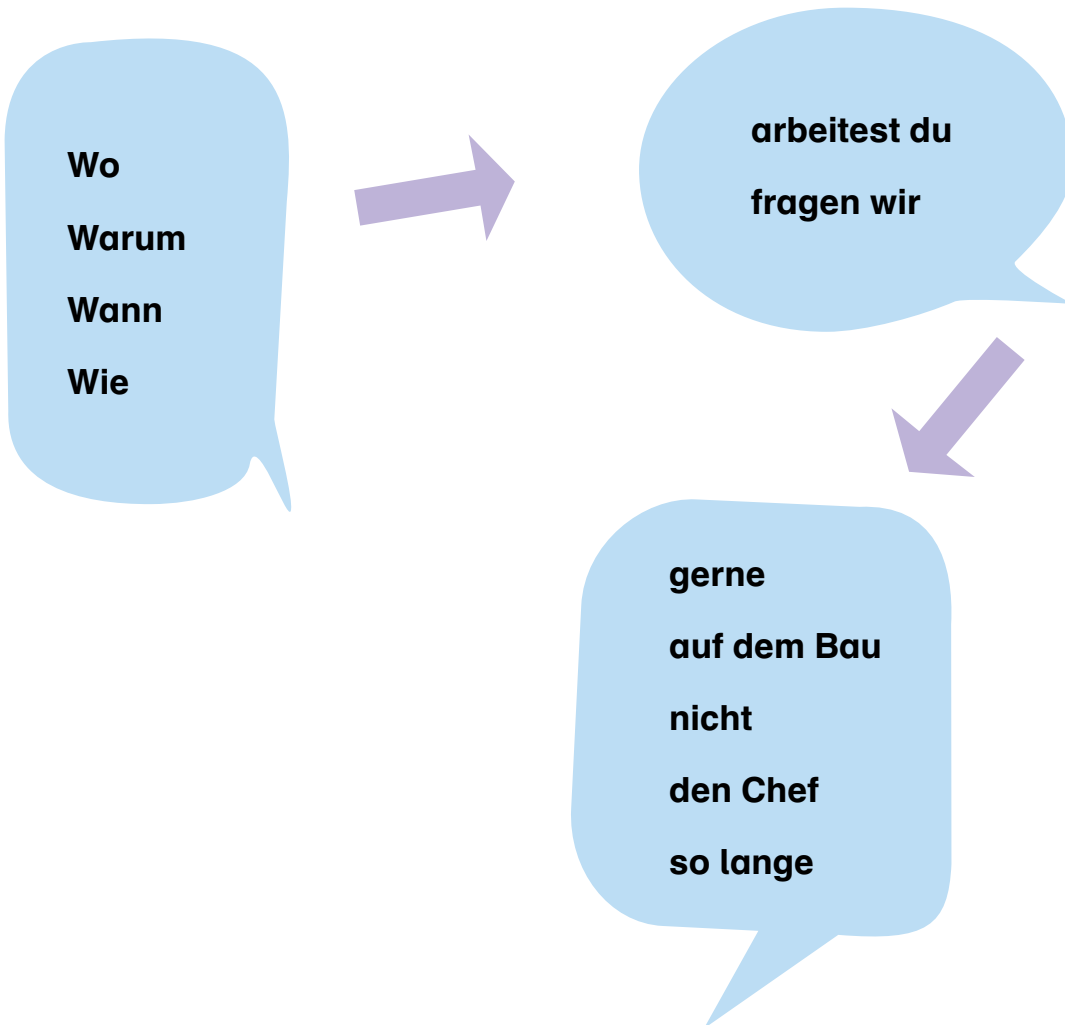 Wo
Warum
Wann
Wie
arbeitest du
fragen wir
gerne
auf dem Bau
nicht
den Chef
so lange